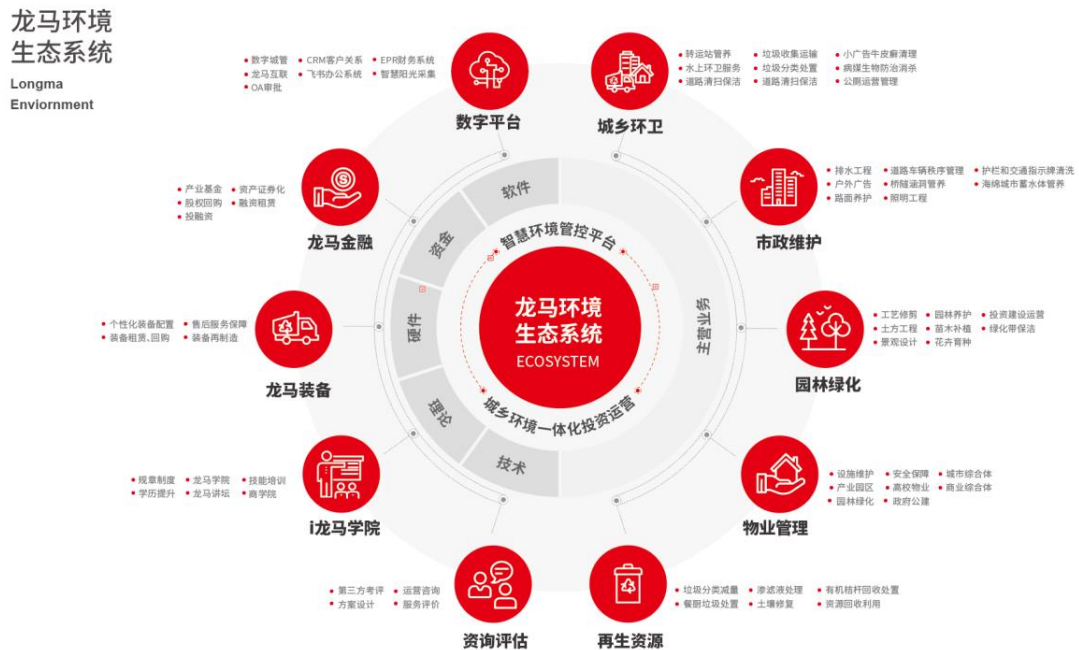 龙马环境
生态系统
Longma
Enviornment
数字城管 CRM客户关系 EPR财务系统
龙马互联 飞书办公系统 智慧阳光采集
OA审批
数字平台
转运站管养 垃圾收集运输 小广告牛皮癣清理
水上环卫服务 垃圾分类处置 病媒生物防治消杀
道路清扫保洁 道路清扫保洁 公厕运营管理
城乡环卫
产业基金 资产证券化
股权回购 融资租赁
投融资
龙马金融
排水工程 道路车辆秩序管理 护栏和交通指示牌清洗
户外广告 桥隧涵洞管养 海绵城市蓄水体管养
路面养护 照明工程
市政维护
个性化装备配置 售后服务保障
装备租赁、回购 装备再制造
龙马装备
工艺修剪 园林养护 投资建设运营
土方工程 苗木补植 绿化带保洁
景观设计 花卉育种
园林绿化
规章制度 龙马学院 技能培训
学历提升 龙马讲坛 商学院
i龙马学院
设施维护 安全保障 城市综合体
产业园区 高校物业 商业综合体
园林绿化 政府公建
物业管理
第三方考评 运营咨询
方案设计 服务评价
资询评估
垃圾分类减量 渗滤液处理 有机桔杆回收处置
餐厨垃圾处置 土壤修复 资源回收利用
再生资源
软件
资金
硬件
理论
技术
主营业务
智慧环境管控平台
龙马环境
生态系统
ECOSYSTEM
城乡环境一体化投资运营